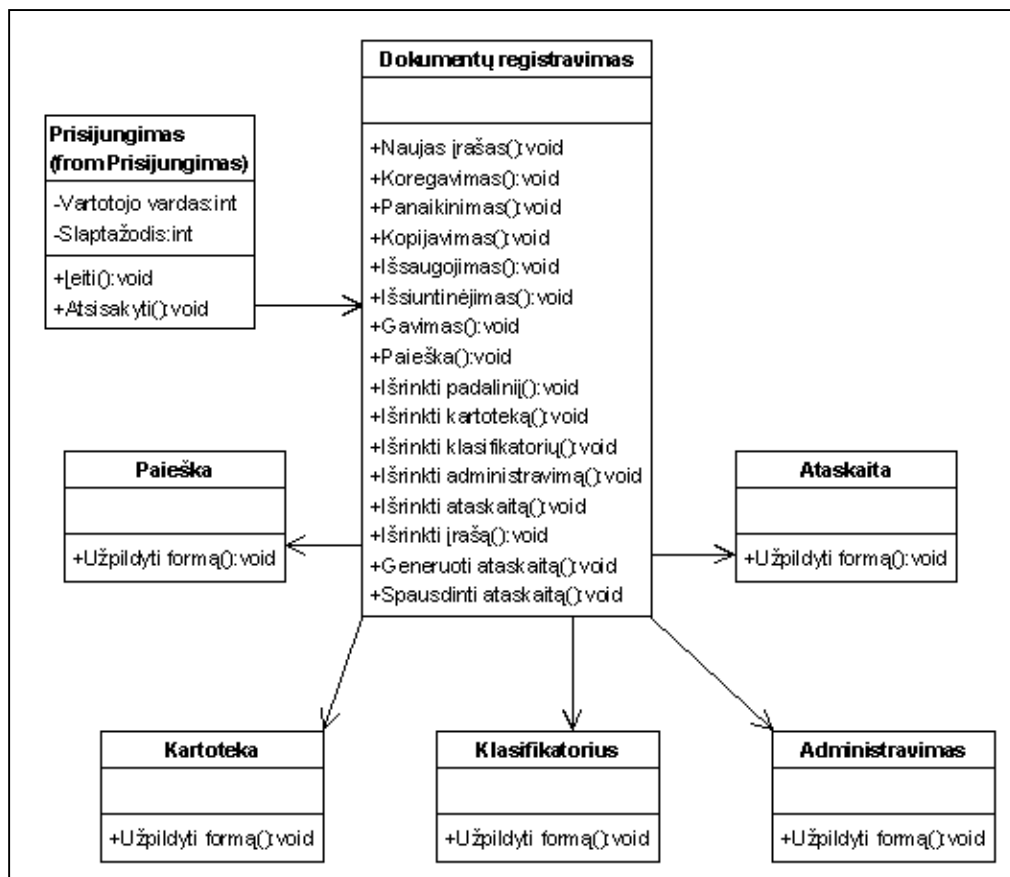 Dokumentų registravimas
+Naujas įrašas():void
+Koregavimas():void
+Panaikinimas():void
+Kopijavimas():void
+Išsaugojimas():void
+Išsiuntinėjimas():void
+Gavimas():void
+Paieška():void
+Išrinkti padalinį():void
+Išrinkti kartoteką():void
+Išrinkti klasifikatorių():void
+Išrinkti administravimą():void
+Išrinkti ataskaitą():void
+Išrinkti įrašą():void
+Generuoti ataskaitą():void
+Spausdinti ataskaitą():void
Prisijungimas
(from Prisijungimas)
-Vartotojo vardas:int
-Slaptažodis:int
+Įeiti():void
+Atsisakyti():void
Paieška
+Užpildyti formą():void
Ataskaita
+Užpildyti formą():void
Kartoteka
+Užpildyti formą():void
Klasifikatorius
+Užpildyti formą():void
Administravimas
+Užpildyti formą():void